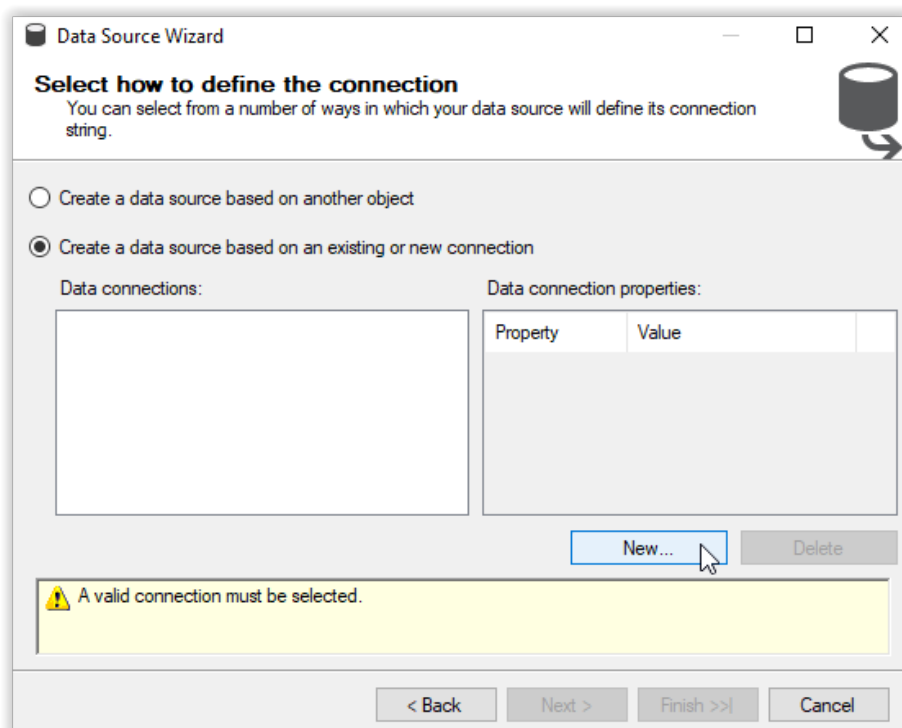 Data Source Wizard
Select how to define the connection
You can select from a number of ways in which your data source will define its connection
string.
Create a data source based on another object
Create a data source based on an existing or new connection
Data connections:
Data connection properties:
Property
Value
New...
Delete
A valid connection must be selected.
< Back
Next >
Finish >>|
Cancel